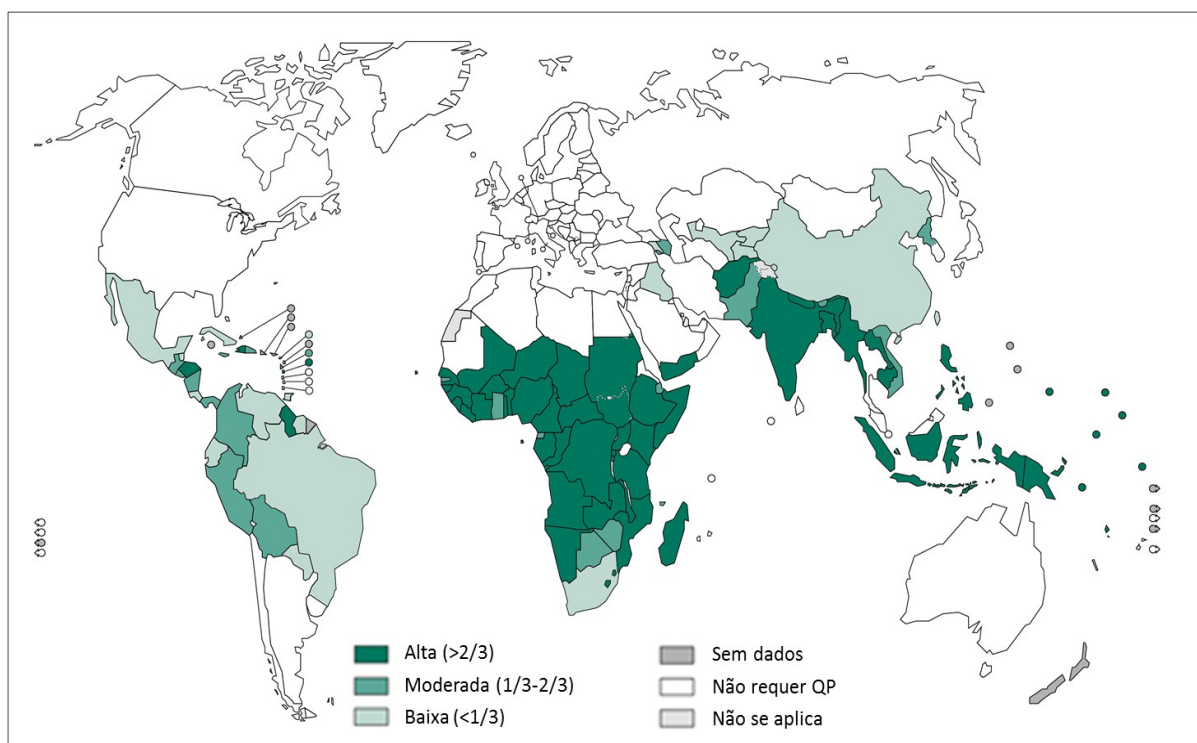 Alta (>2/3)
Moderada (1/3-2/3)
Baixa (<1/3)
Sem dados
Não requer QP
Não se aplica